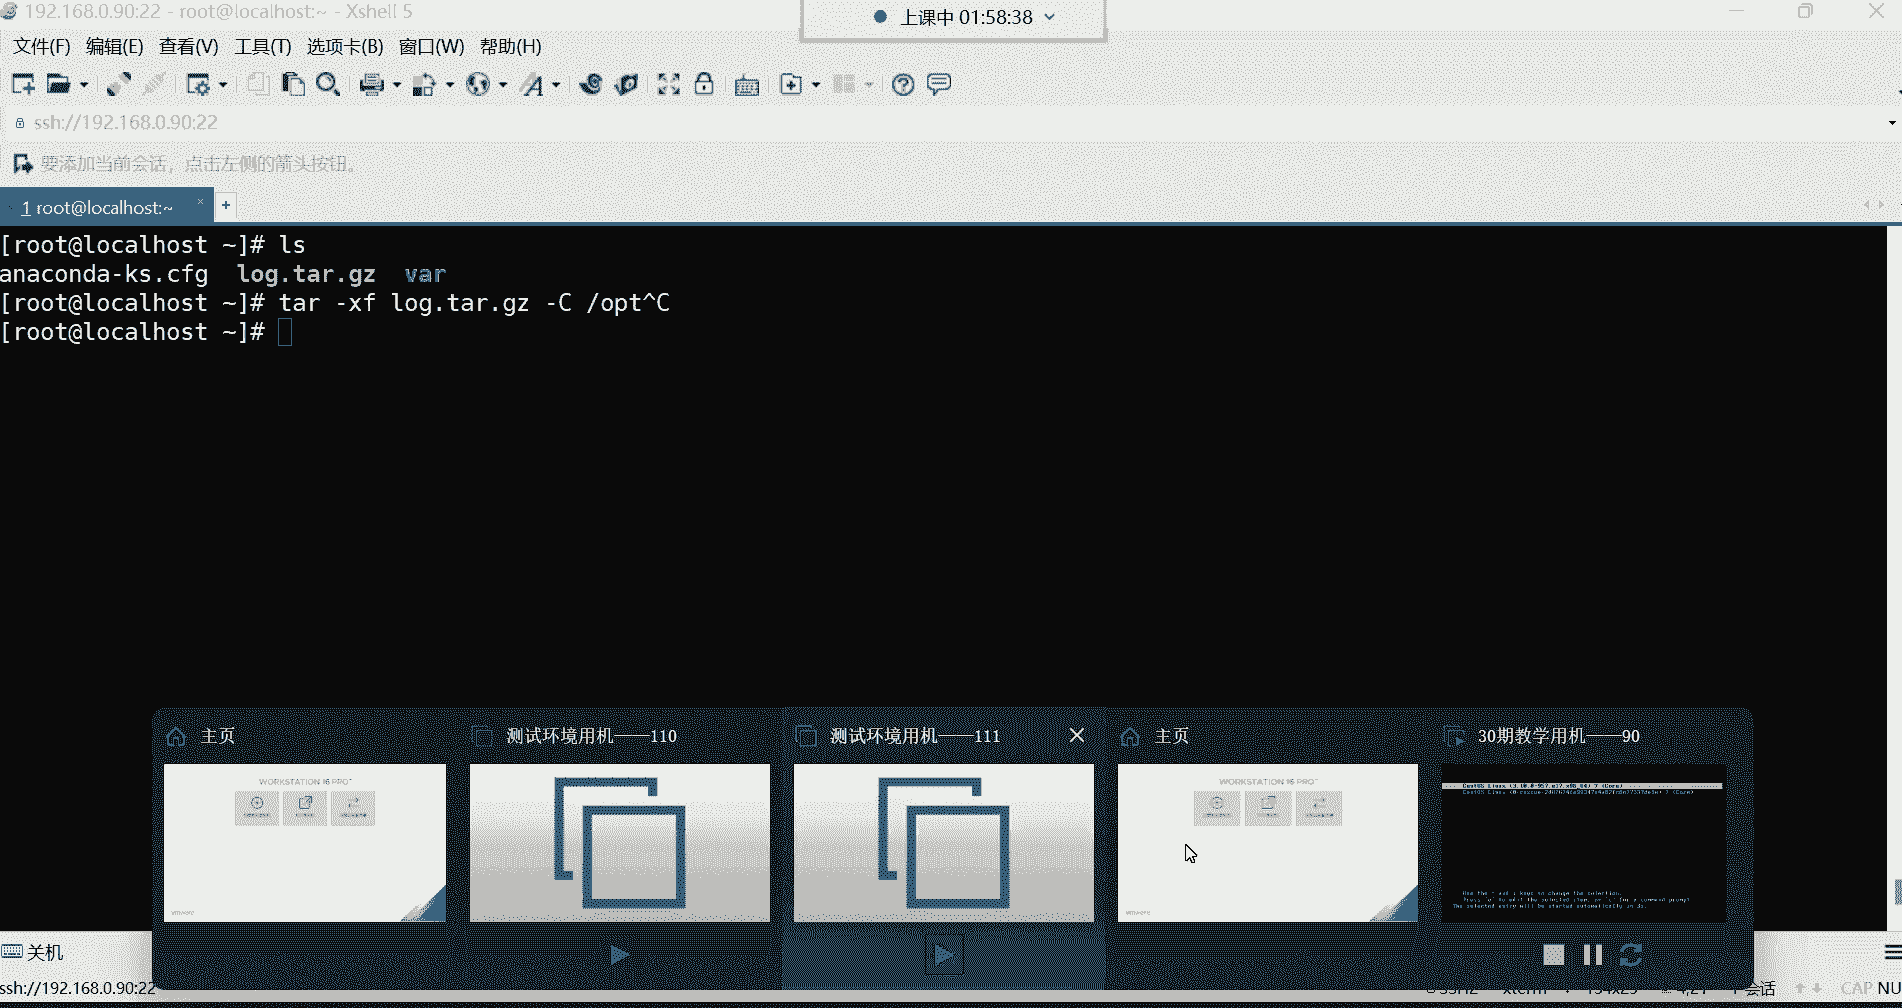 192.168.0.90:22 - root@localhost:~ - Xshell 5
上课中 01:58:38
文件(F) 编辑(E) 查看(V) 工具(T) 选项卡(B) 窗口(W) 帮助(H)
ssh://192.168.0.90:22
要添加当前会话，点击左侧的箭头按钮。
1 root@localhost:~
[root@localhost ~]# ls
anaconda-ks.cfg log.tar.gz var
[root@localhost ~]# tar -xf log.tar.gz -C /opt^C
[root@localhost ~]#
主页
测试环境用机——110
测试环境用机——111
主页
30期教学用机——90
WORKSTATION 16 PRO
WORKSTATION 16 PRO
关机
ssh://192.168.0.90:22
会话
CAP NU